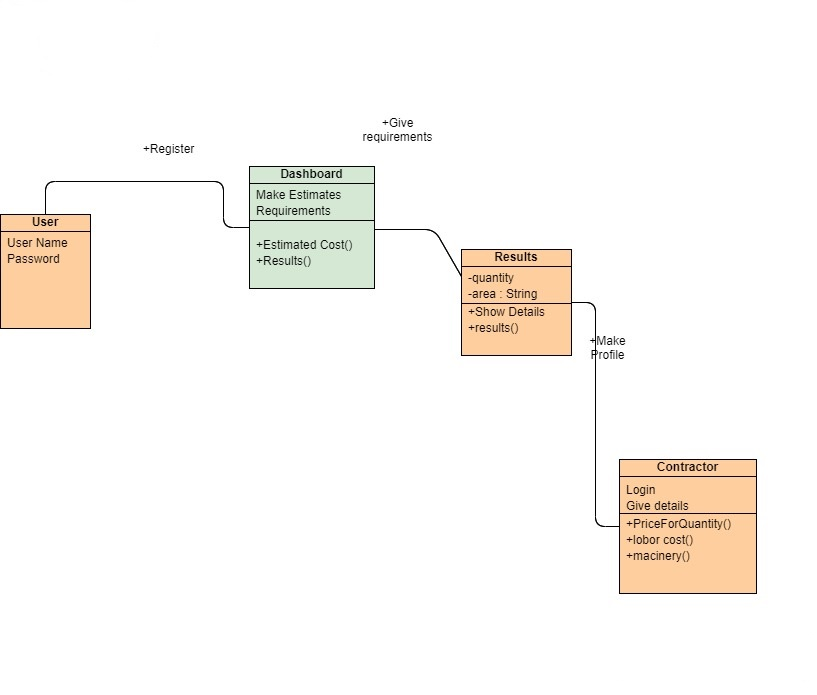 +Give
requirements
+Register
Dashboard
Make Estimates
Requirements
+Estimated Cost()
+Results()
User
User Name
Password
Results
-quantity
-area : String
+Show Details
+results()
+Make
Profile
Contractor
Login
Give details
+PriceForQuantity()
+lobor cost()
+macinery()